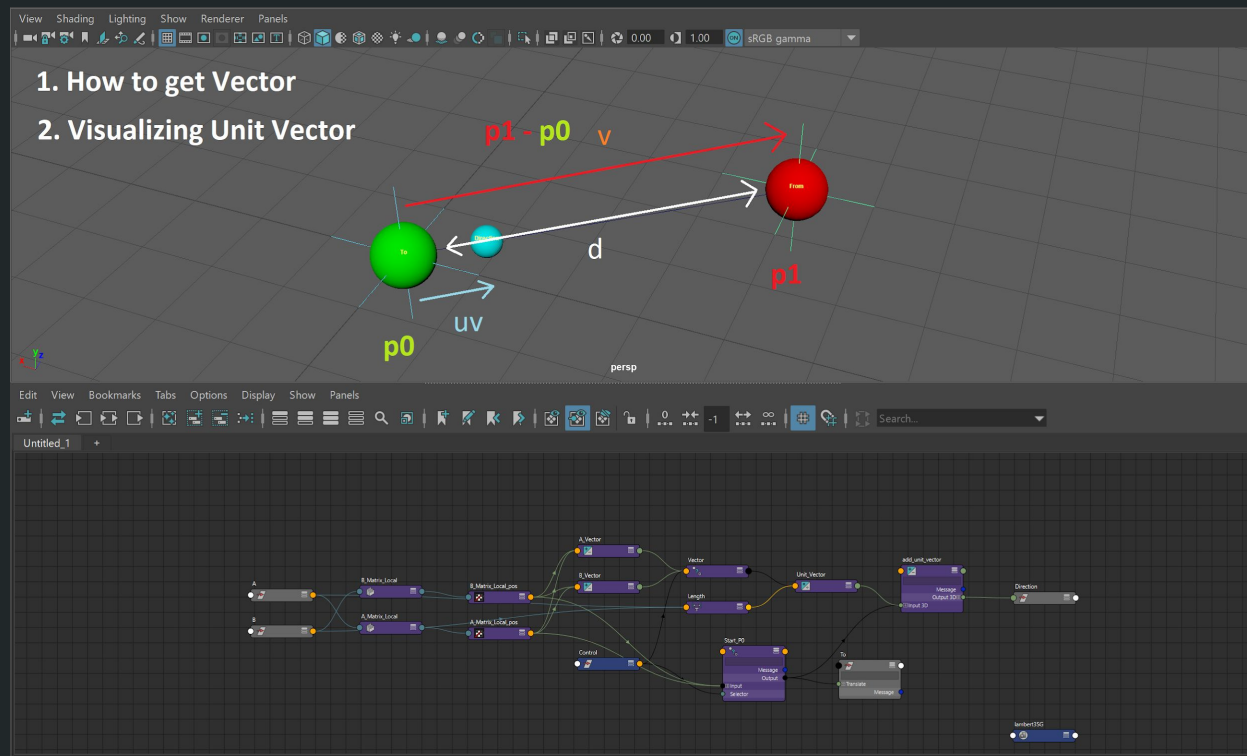 View Shading Lighting Show Renderer Panels
0.00 1.00 ON sRGB gamma
1. How to get Vector
2. Visualizing Unit Vector
p1 - p0 v
From
To
d
p1
uv
p0
y z
x
persp
Edit View Bookmarks Tabs Options Display Show Panels
0 -1 ∞ Search...
Untitled_1 +
A_Vector
add_unit_vector
Vector
A
B_Matrix_Local
B_Matrix_Local_pos
B_Vector
Unit_Vector
Message
Output 3D
Input 3D
Direction
Length
B
A_Matrix_Local
A_Matrix_Local_pos
Control
Start_P0
Message
Output
Input
Selector
To
Translate
Message
lambert3SG